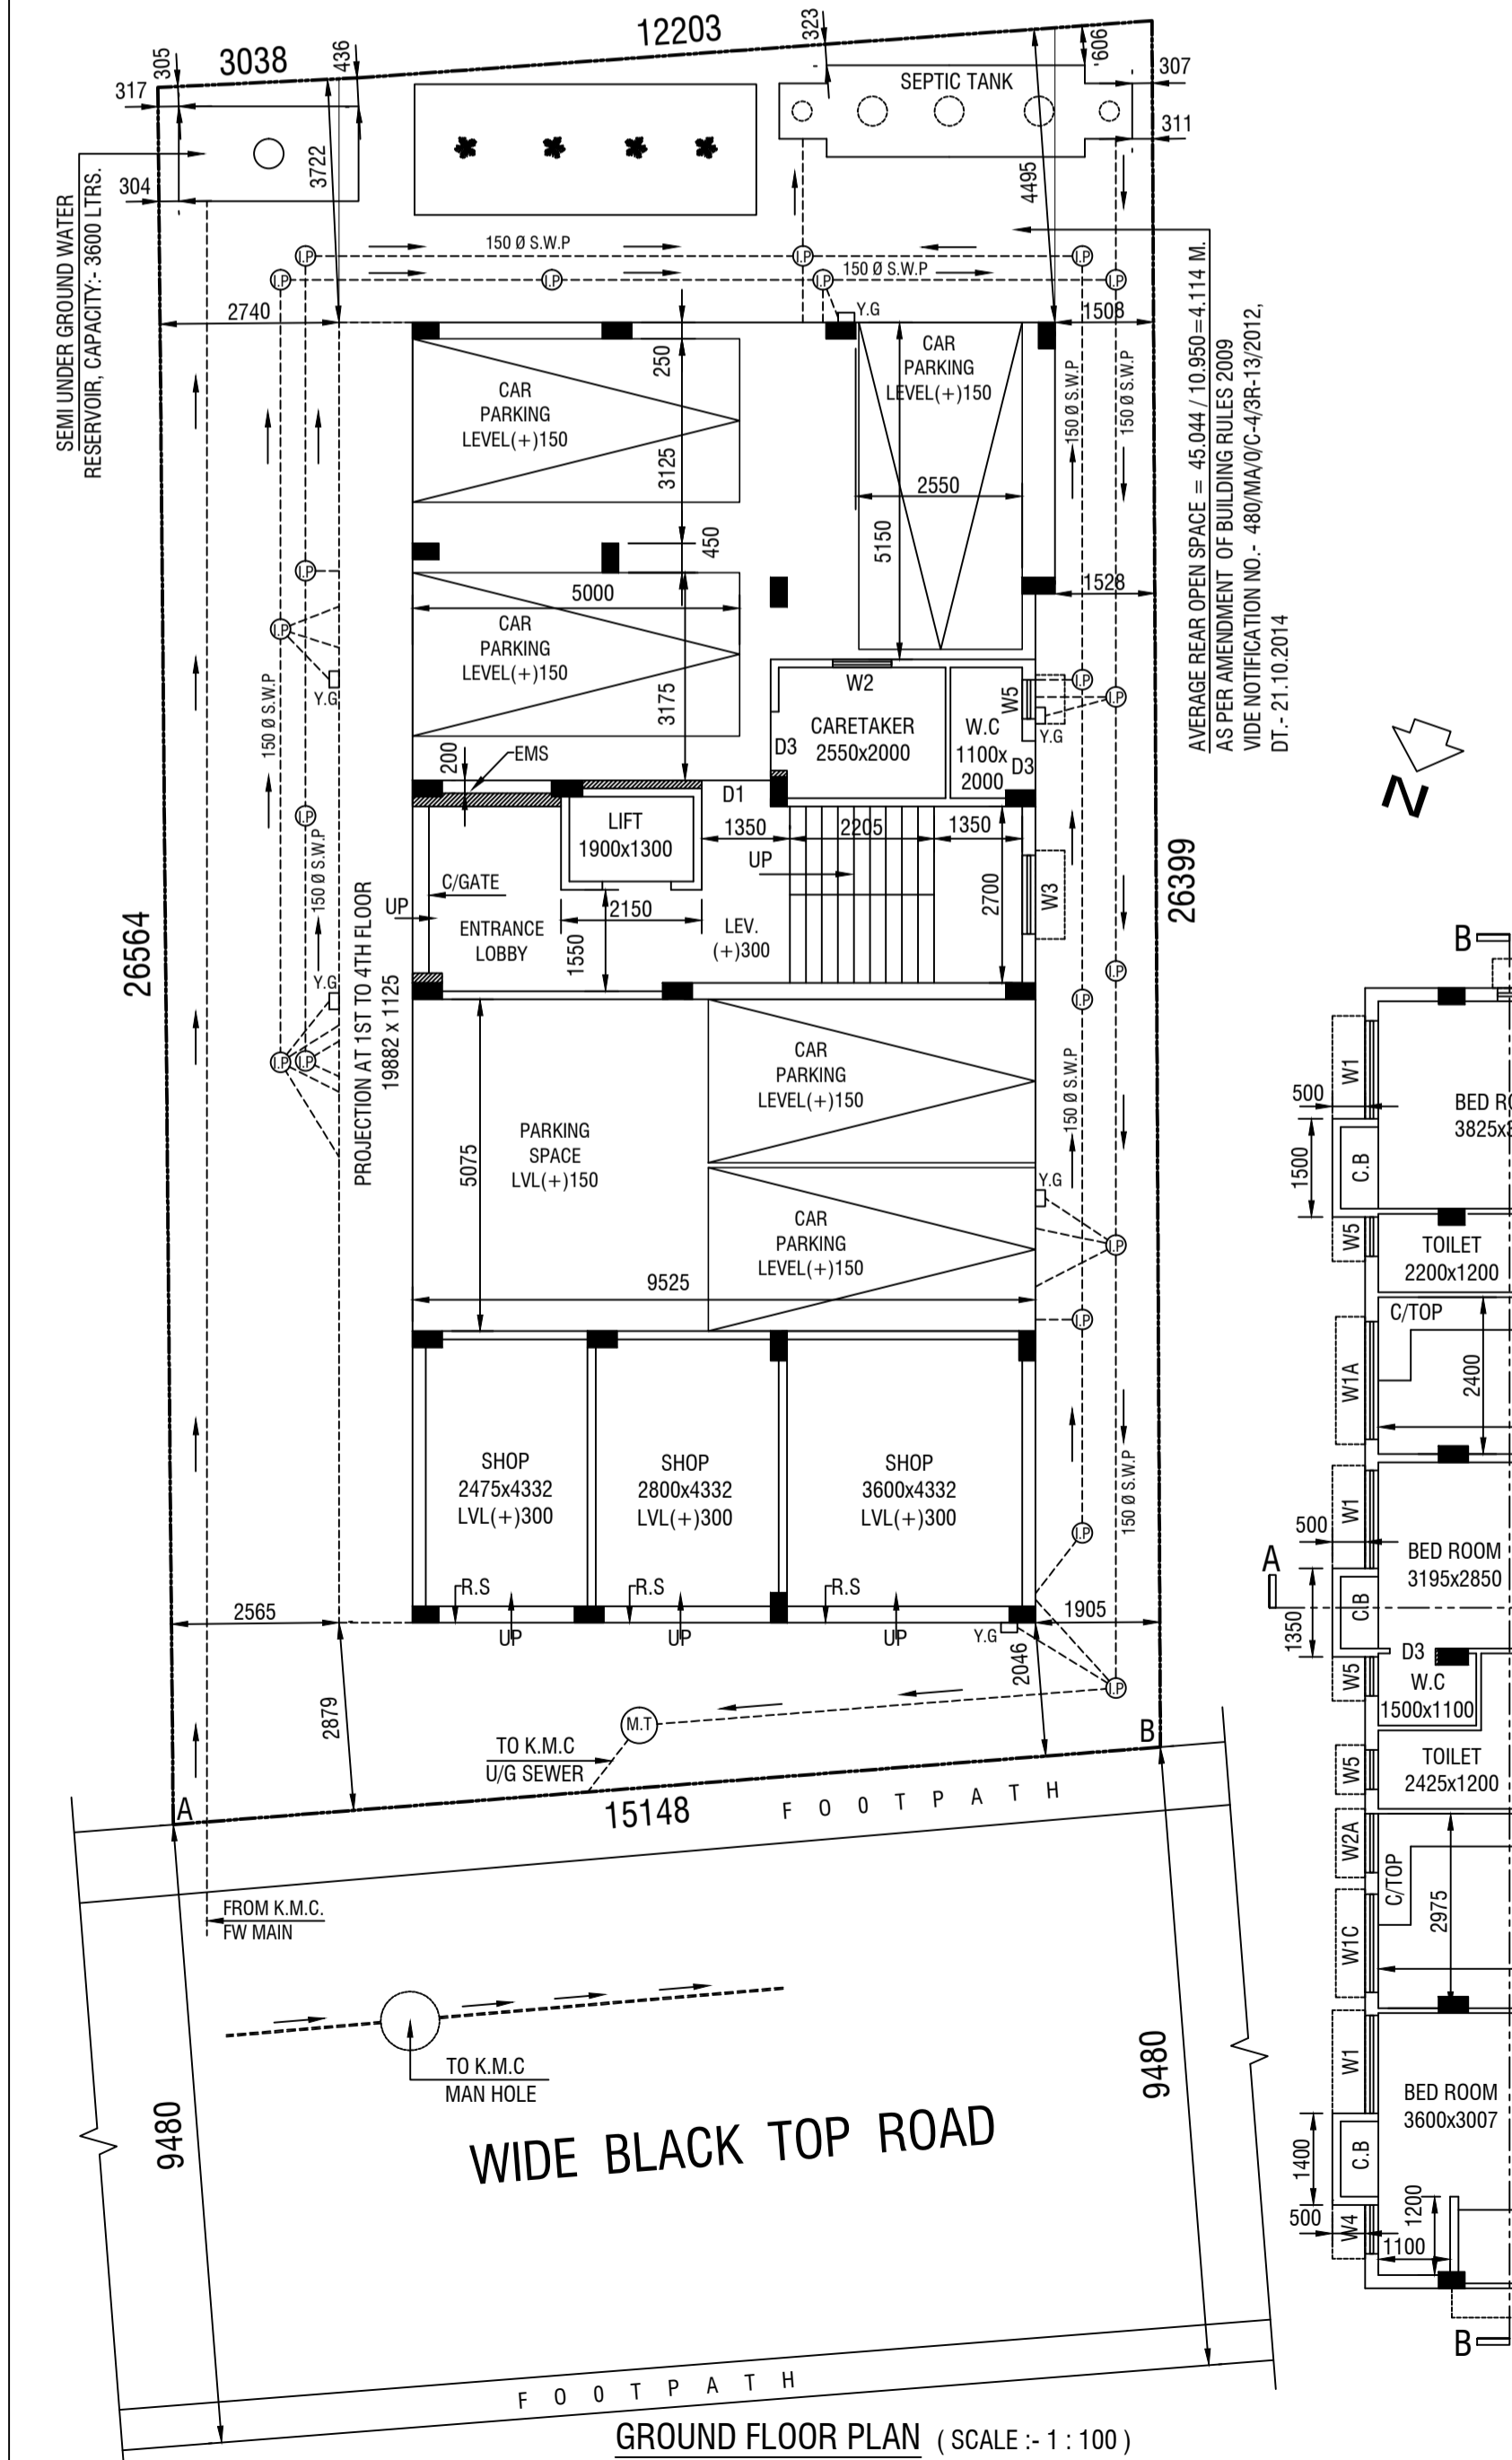 12203
3038
305
436
323
606
317
307
SEPTIC TANK
311
304
3722
4495
SEMI UNDER GROUND WATER
RESERVOIR, CAPACITY:- 3600 LTRS.
150 Ø S.W.P
I.P
I.P
I.P
150 Ø S.W.P
I.P
I.P
I.P
I.P
2740
Y.G
1508
250
CAR
PARKING
LEVEL(+)150
CAR
PARKING
LEVEL(+)150
150 Ø S.W.P
150 Ø S.W.P
3125
2550
5150
450
AVERAGE REAR OPEN SPACE = 45.044 / 10.950=4.114 M.
AS PER AMENDMENT OF BUILDING RULES 2009
VIDE NOTIFICATION NO.- 480/MA/0/C-4/3R-13/2012,
DT.- 21.10.2014
I.P
5000
1528
I.P
CAR
PARKING
LEVEL(+)150
3175
Y.G
150 Ø S.W.P
W2
W5
I.P
I.P
CARETAKER
2550x2000
W.C
1100x
2000
D3
D3
Y.G
200
EMS
D1
N
I.P
LIFT
1900x1300
1350
2205
1350
UP
150 Ø S.W.P
C/GATE
UP
2150
2700
W3
26399
26564
ENTRANCE
LOBBY
1550
LEV.
(+)300
I.P
Y.G
I.P
I.P
I.P
PROJECTION AT 1ST TO 4TH FLOOR
19882 x 1125
CAR
PARKING
LEVEL(+)150
150 Ø S.W.P
PARKING
SPACE
LVL(+)150
5075
Y.G
CAR
PARKING
LEVEL(+)150
I.P
9525
I.P
SHOP
2475x4332
LVL(+)300
SHOP
2800x4332
LVL(+)300
SHOP
3600x4332
LVL(+)300
150 Ø S.W.P
I.P
R.S
R.S
R.S
2565
UP
UP
UP
Y.G
1905
2879
2046
I.P
M.T
TO K.M.C
U/G SEWER
A
B
15148
FOOTPATH
FROM K.M.C.
FW MAIN
TO K.M.C
MAN HOLE
9480
9480
WIDE BLACK TOP ROAD
FOOTPATH
GROUND FLOOR PLAN ( SCALE :- 1 : 100 )
B
W1
500
BED
1500
C.B
W5
TOILET
2200x1200
C/TOP
W1A
2400
W1
500
A
BED ROOM
3195x2850
1350
C.B
D3
W5
W.C
1500x1100
W5
TOILET
2425x1200
W2A
C/TOP
W1C
2975
W1
BED ROOM
3600x3007
1400
C.B
1200
500
W4
1100
B